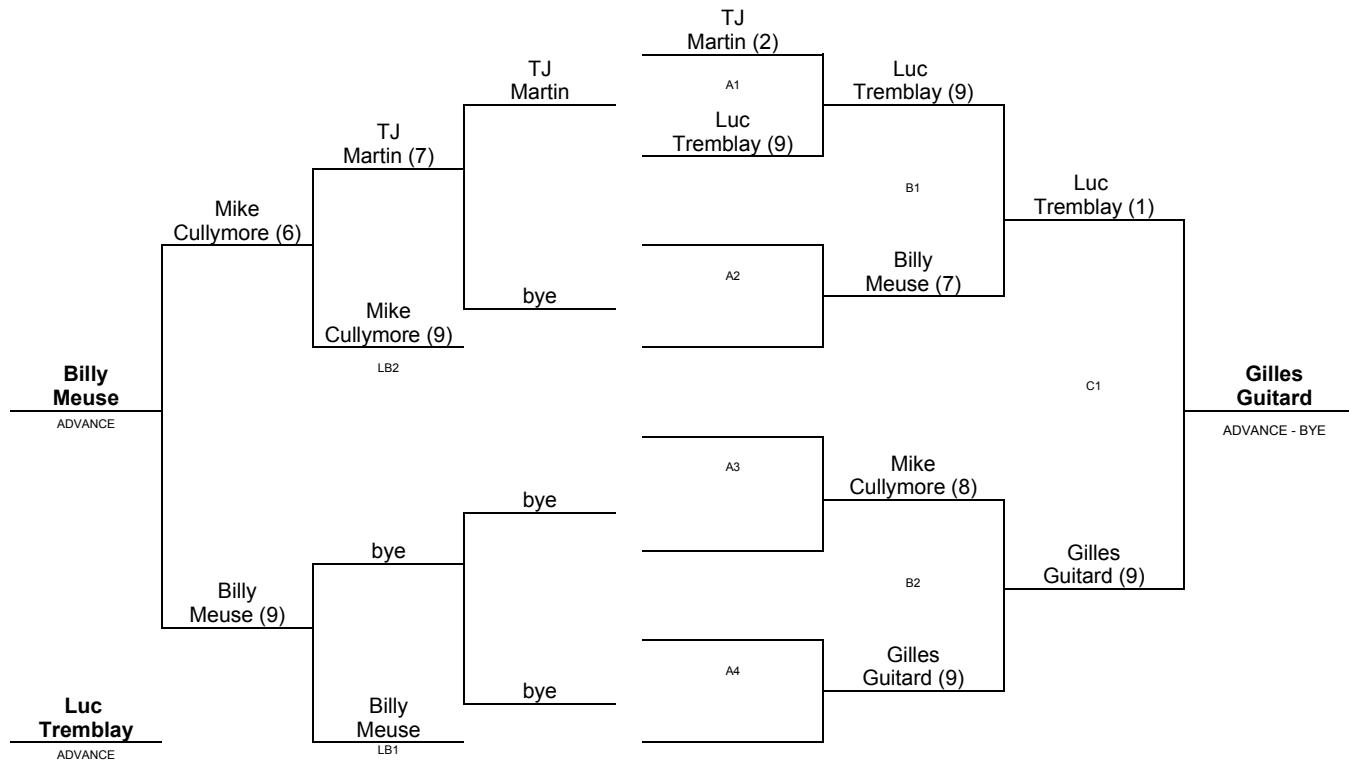 TJ
Martin (2)
A1
Luc
Tremblay (9)
A2
A3
A4
Luc
Tremblay (9)
B1
Billy
Meuse (7)
Mike
Cullymore (8)
B2
Gilles
Guitard (9)
Luc
Tremblay (1)
C1
Gilles
Guitard (9)
Gilles
Guitard
ADVANCE - BYE
TJ
Martin
bye
bye
bye
TJ
Martin (7)
Mike
Cullymore (9)
LB2
bye
Billy
Meuse
LB1
Mike
Cullymore (6)
Billy
Meuse (9)
Billy
Meuse
ADVANCE
Luc
Tremblay
ADVANCE